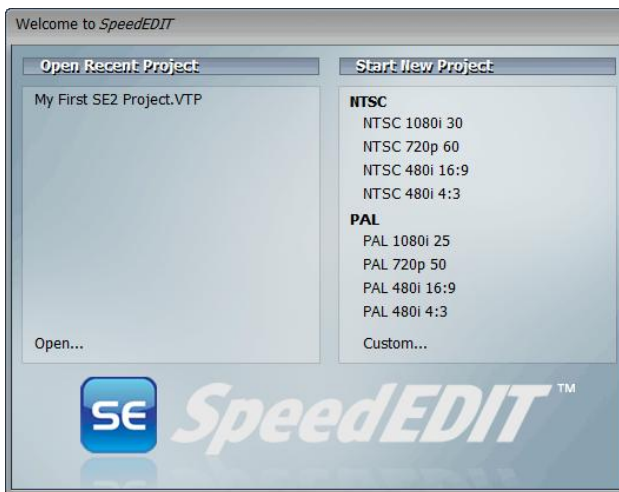 Welcome to SpeedEDIT
Open Recent Project
My First SE2 Project.VTP
Open...
Start New Project
NTSC
NTSC 1080i 30
NTSC 720p 60
NTSC 480i 16:9
NTSC 480i 4:3
PAL
PAL 1080i 25
PAL 720p 50
PAL 480i 16:9
PAL 480i 4:3
Custom...
SE SpeedEDIT™